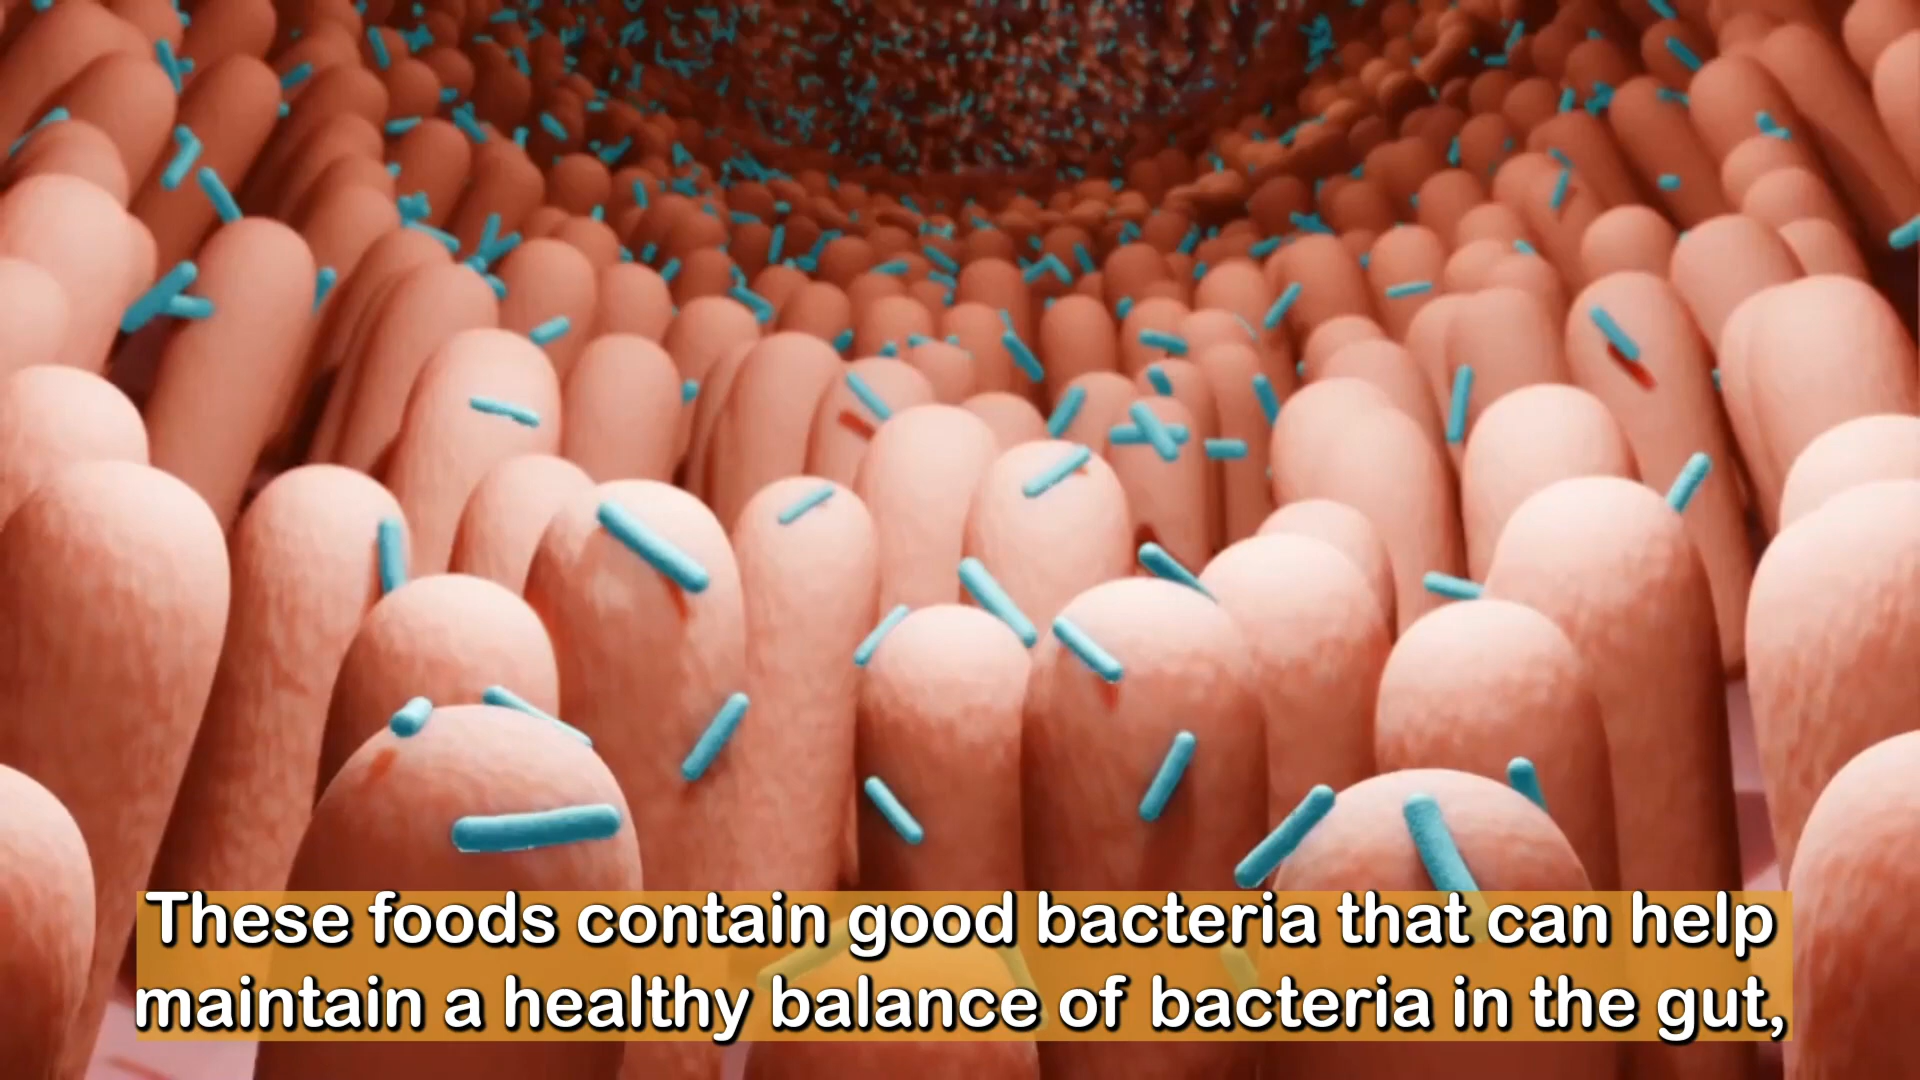 These foods contain good bacteria that can help
maintain a healthy balance of bacteria in the gut,